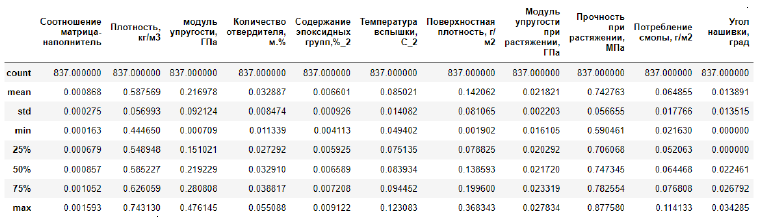 Соотношение матрица-наполнитель Плотность, кг/м3 модуль упругости, ГПа Количество отвердителя, м.% Содержание эпоксидных групп,%_2 Температура вспышки, С_2 Поверхностная плотность, г/м2 Модуль упругости при растяжении, ГПа Прочность при растяжении, МПа Потребление смолы, г/м2 Угол нашивки, град
count 837.000000 837.000000 837.000000 837.000000 837.000000 837.000000 837.000000 837.000000 837.000000 837.000000 837.000000
mean 0.000868 0.587569 0.216978 0.032887 0.006601 0.085021 0.142062 0.021821 0.742763 0.064855 0.013891
std 0.000275 0.056993 0.092124 0.008474 0.000926 0.014082 0.081065 0.002203 0.056655 0.017766 0.013515
min 0.000163 0.444650 0.000709 0.011339 0.004113 0.049402 0.001902 0.016105 0.590461 0.021630 0.000000
25% 0.000679 0.548948 0.151021 0.027292 0.005925 0.075135 0.078825 0.020292 0.706068 0.052063 0.000000
50% 0.000857 0.585227 0.219229 0.032910 0.006589 0.083934 0.138593 0.021720 0.747345 0.064468 0.022461
75% 0.001052 0.626059 0.280808 0.038817 0.007208 0.094452 0.199600 0.023319 0.782554 0.076808 0.026792
max 0.001593 0.743130 0.476145 0.055088 0.009122 0.123083 0.368343 0.027834 0.877580 0.114133 0.034285